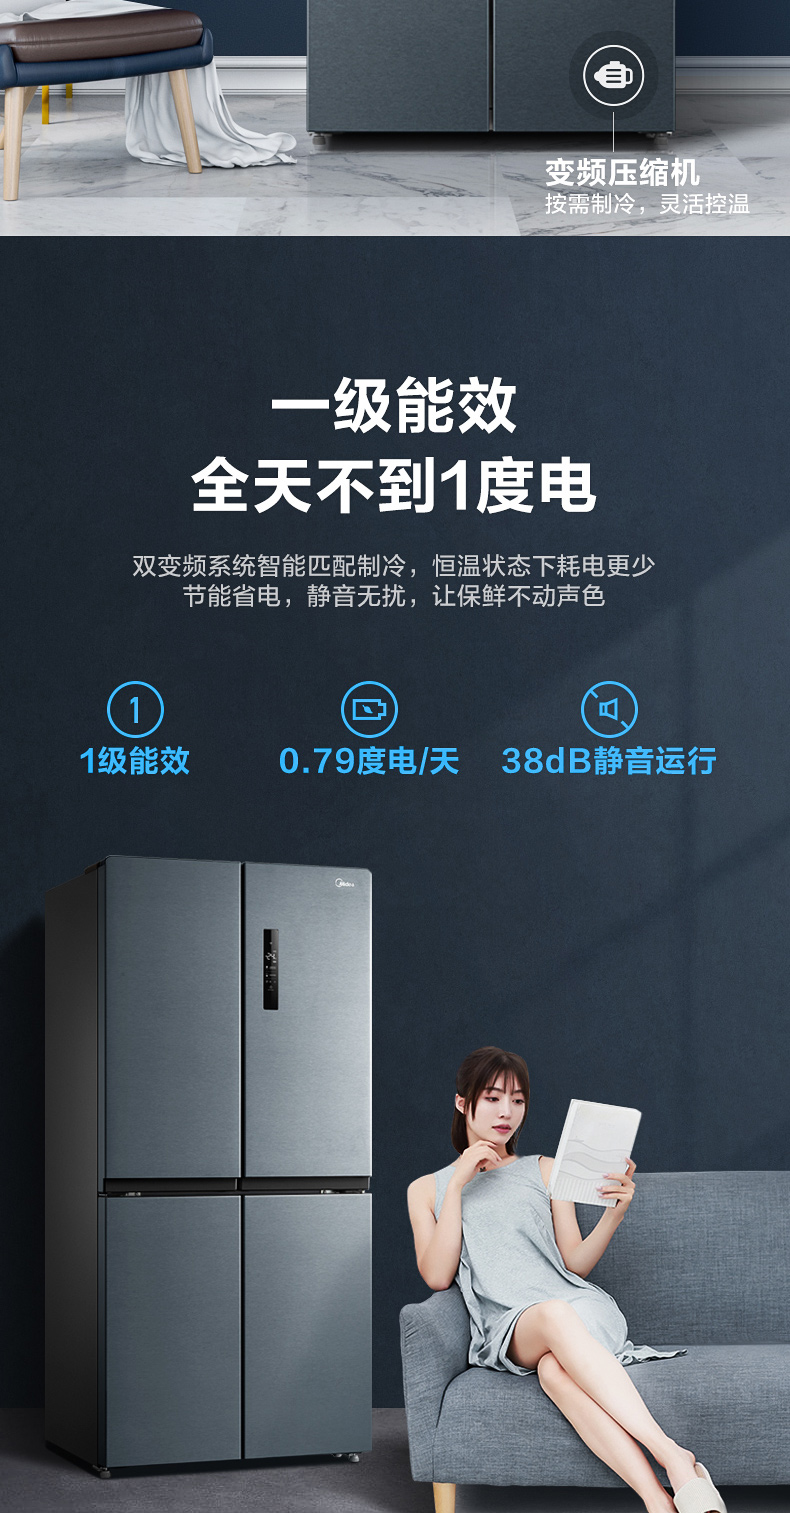 变频压缩机
按需制冷，灵活控温
一级能效
全天不到1度电
双变频系统智能匹配制冷，恒温状态下耗电更少
节能省电，静音无扰，让保鲜不动声色
1
1级能效
0.79度电/天
38dB静音运行
Midea